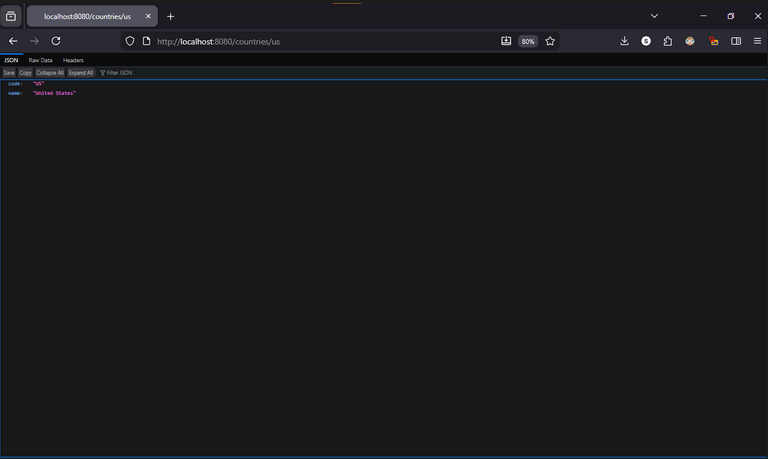 localhost:8080/countries/us
http://localhost:8080/countries/us
80%
S
JSON Raw Data Headers
Save Copy Collapse All Expand All Filter JSON
code: "US"
name: "United States"